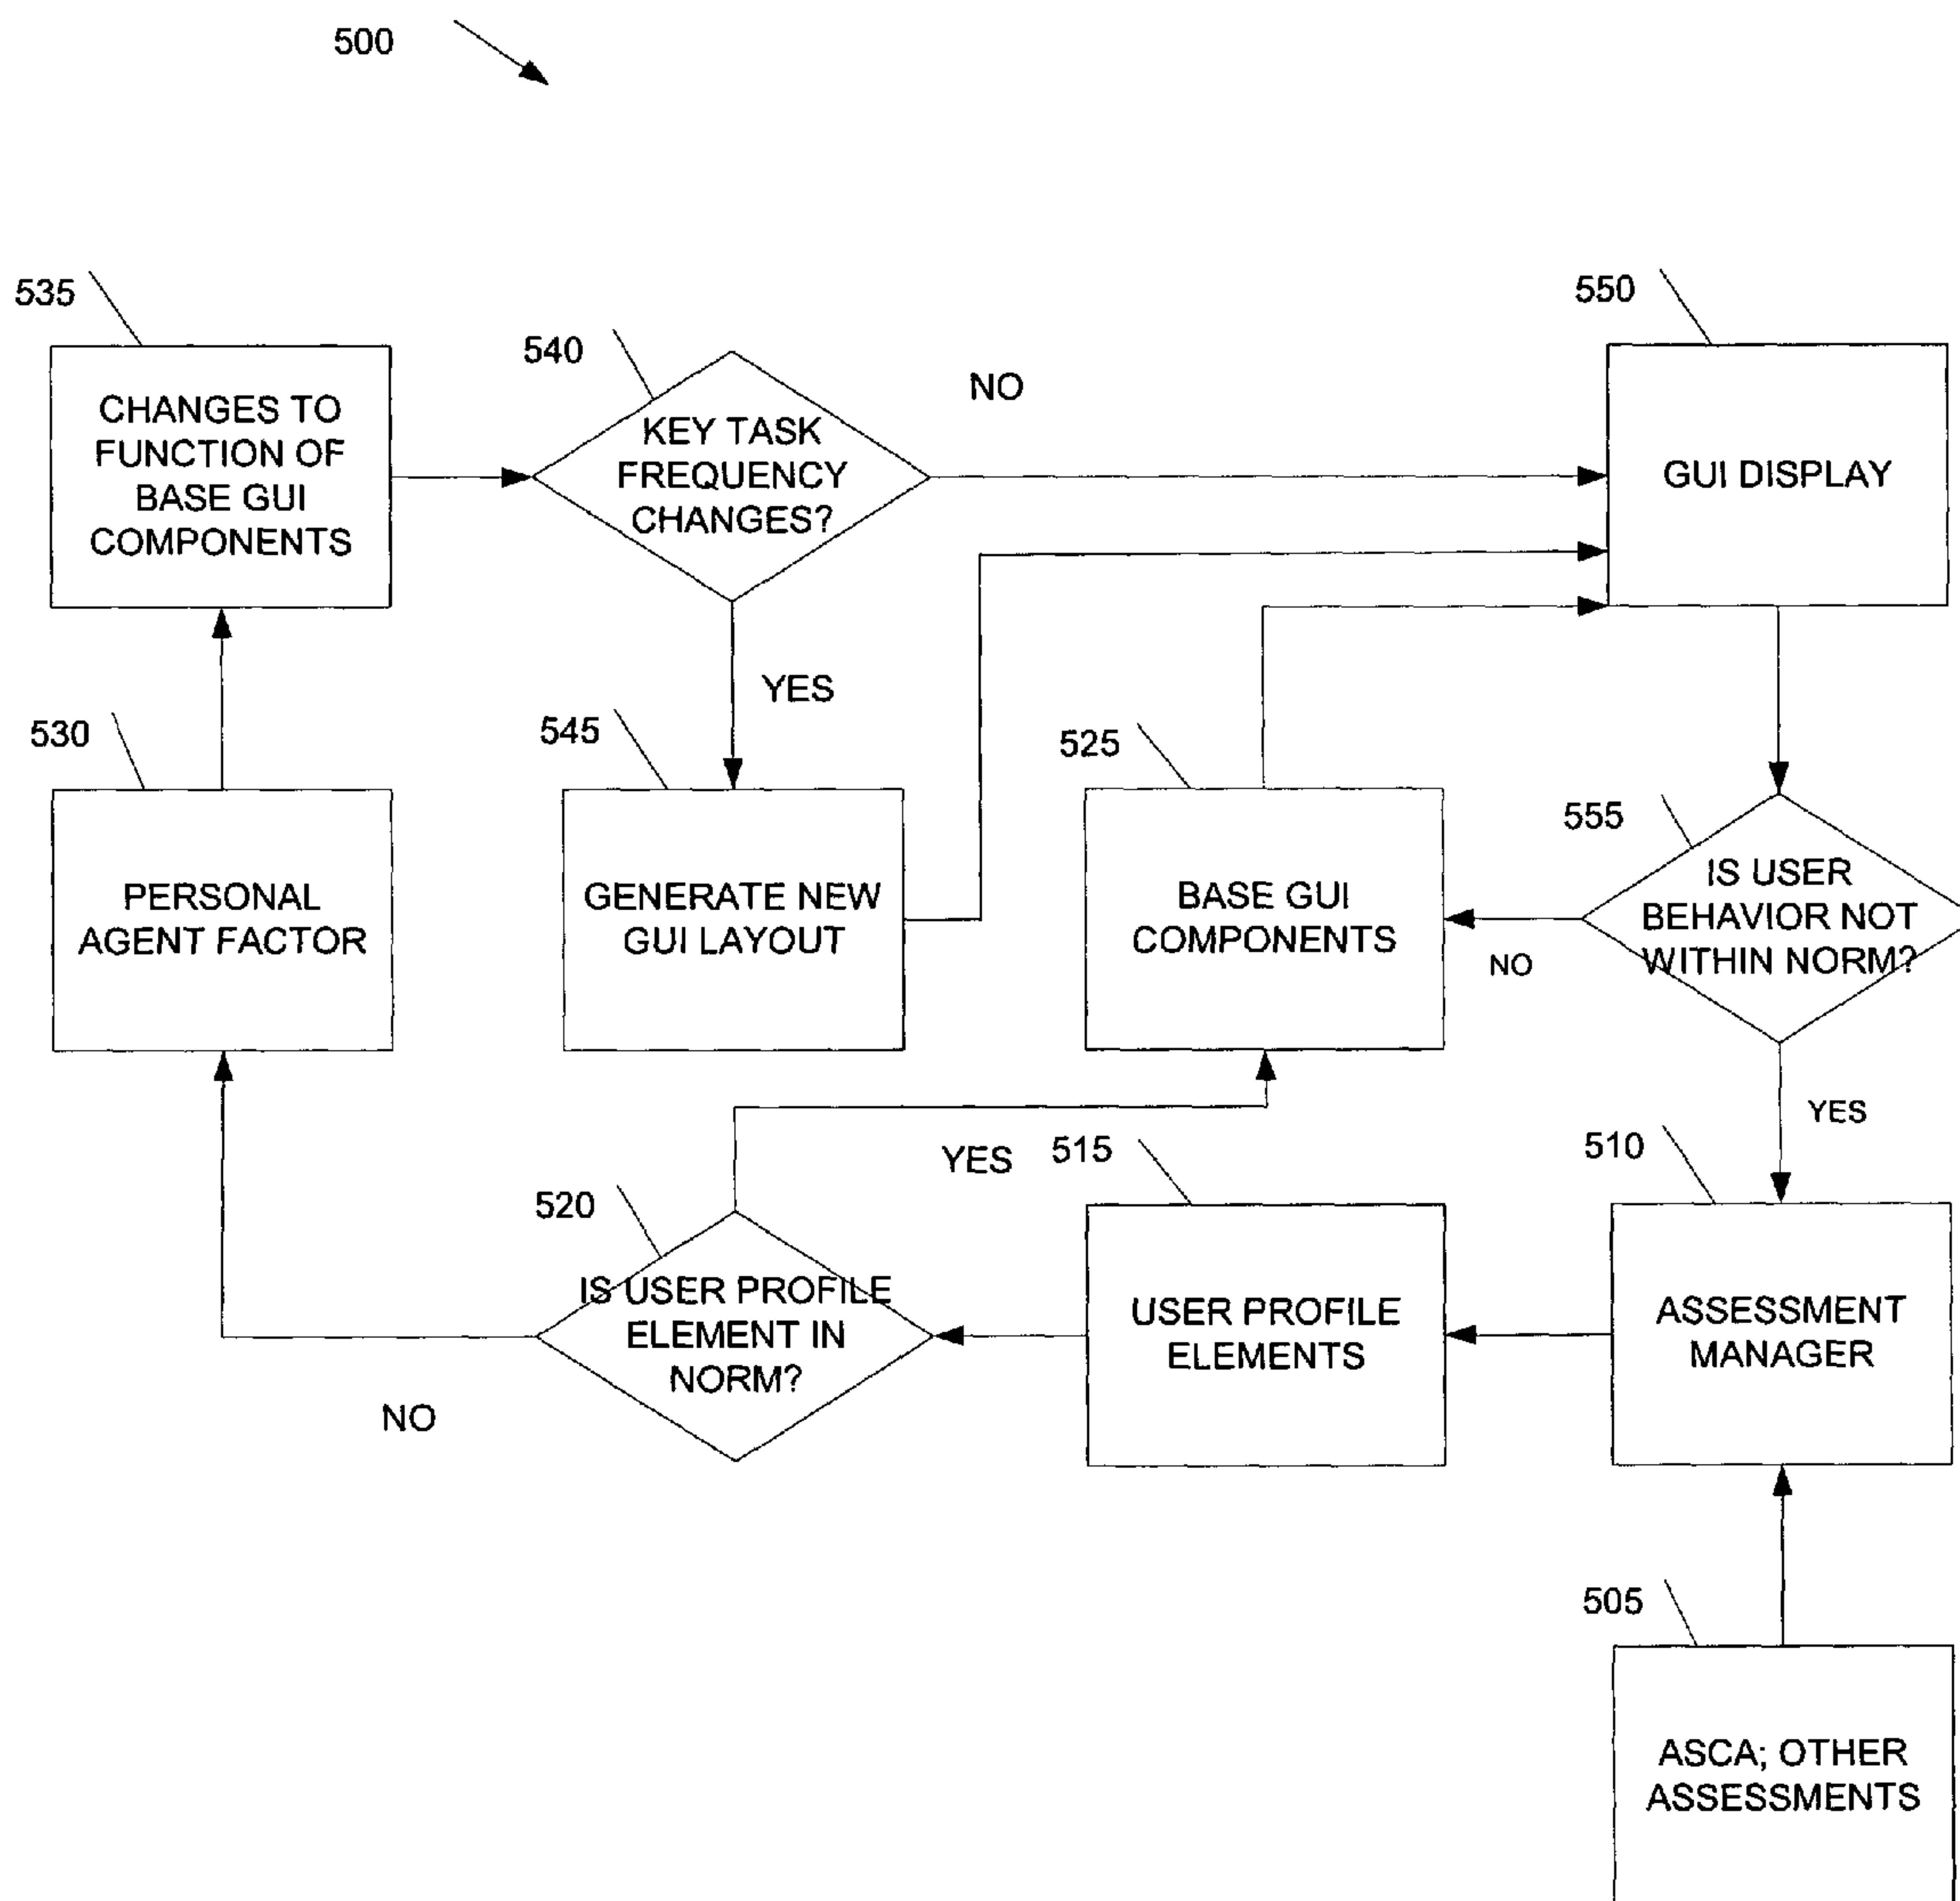 500
535
CHANGES TO
FUNCTION OF
BASE GUI
COMPONENTS
540
KEY TASK
FREQUENCY
CHANGES?
NO
550
GUI DISPLAY
YES
530
PERSONAL
AGENT FACTOR
545
GENERATE NEW
GUI LAYOUT
525
BASE GUI
COMPONENTS
555
IS USER
BEHAVIOR NOT
WITHIN NORM?
NO
YES
520
IS USER PROFILE
ELEMENT IN
NORM?
YES
NO
515
USER PROFILE
ELEMENTS
510
ASSESSMENT
MANAGER
505
ASCA; OTHER
ASSESSMENTS